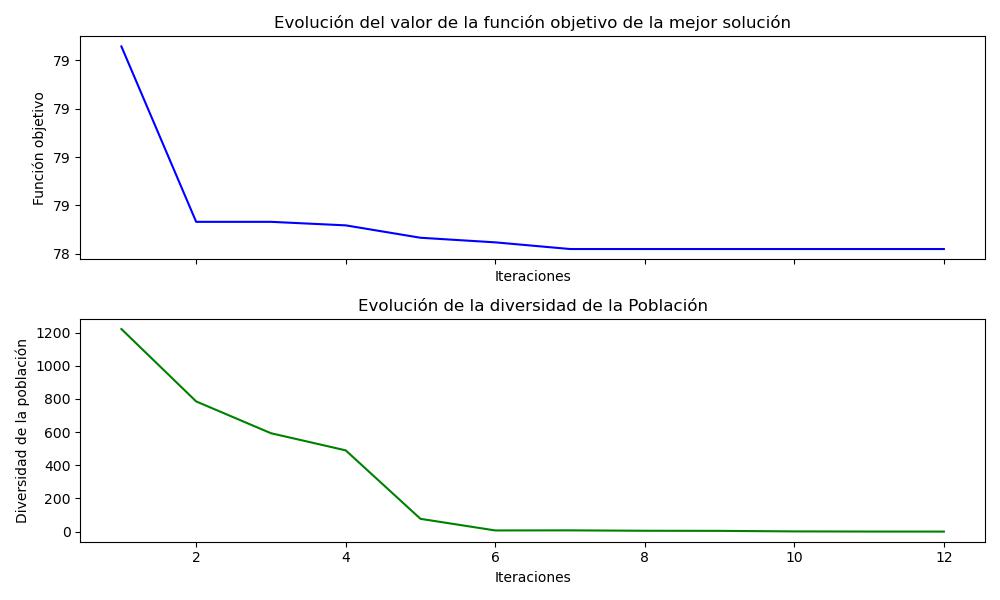 Evolución del valor de la función objetivo de la mejor solución
Función objetivo
79
79
79
79
78
Iteraciones
Evolución de la diversidad de la Población
Diversidad de la población
1200
1000
800
600
400
200
0
2 4 6 8 10 12
Iteraciones